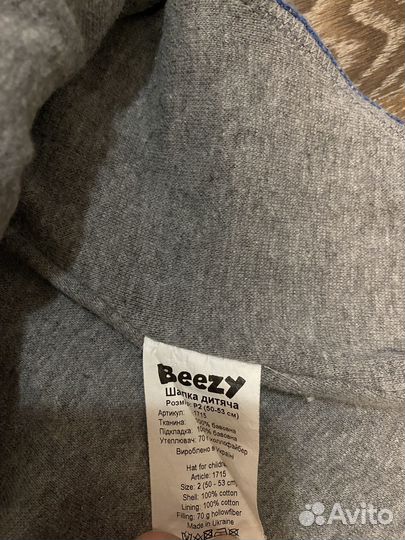 Beezy
Шапка дитяча
Розмір: Р2 (50-53 см)
Артикул: 1715
Тканина: 100% бавовна
Підкладка: 100% бавовна
Утеплювач: 70 г холлофайбер
Вироблено в Україні
Hat for children
Article: 1715
Size: 2 (50 - 53 cm)
Shell: 100% cotton
Lining: 100% cotton
Filling: 70 g hollowfiber
Made in Ukraine
Avito